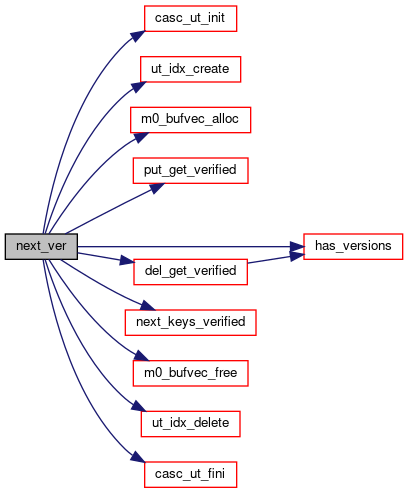 casc_ut_init
ut_idx_create
m0_bufvec_alloc
put_get_verified
next_ver
has_versions
del_get_verified
next_keys_verified
m0_bufvec_free
ut_idx_delete
casc_ut_fini